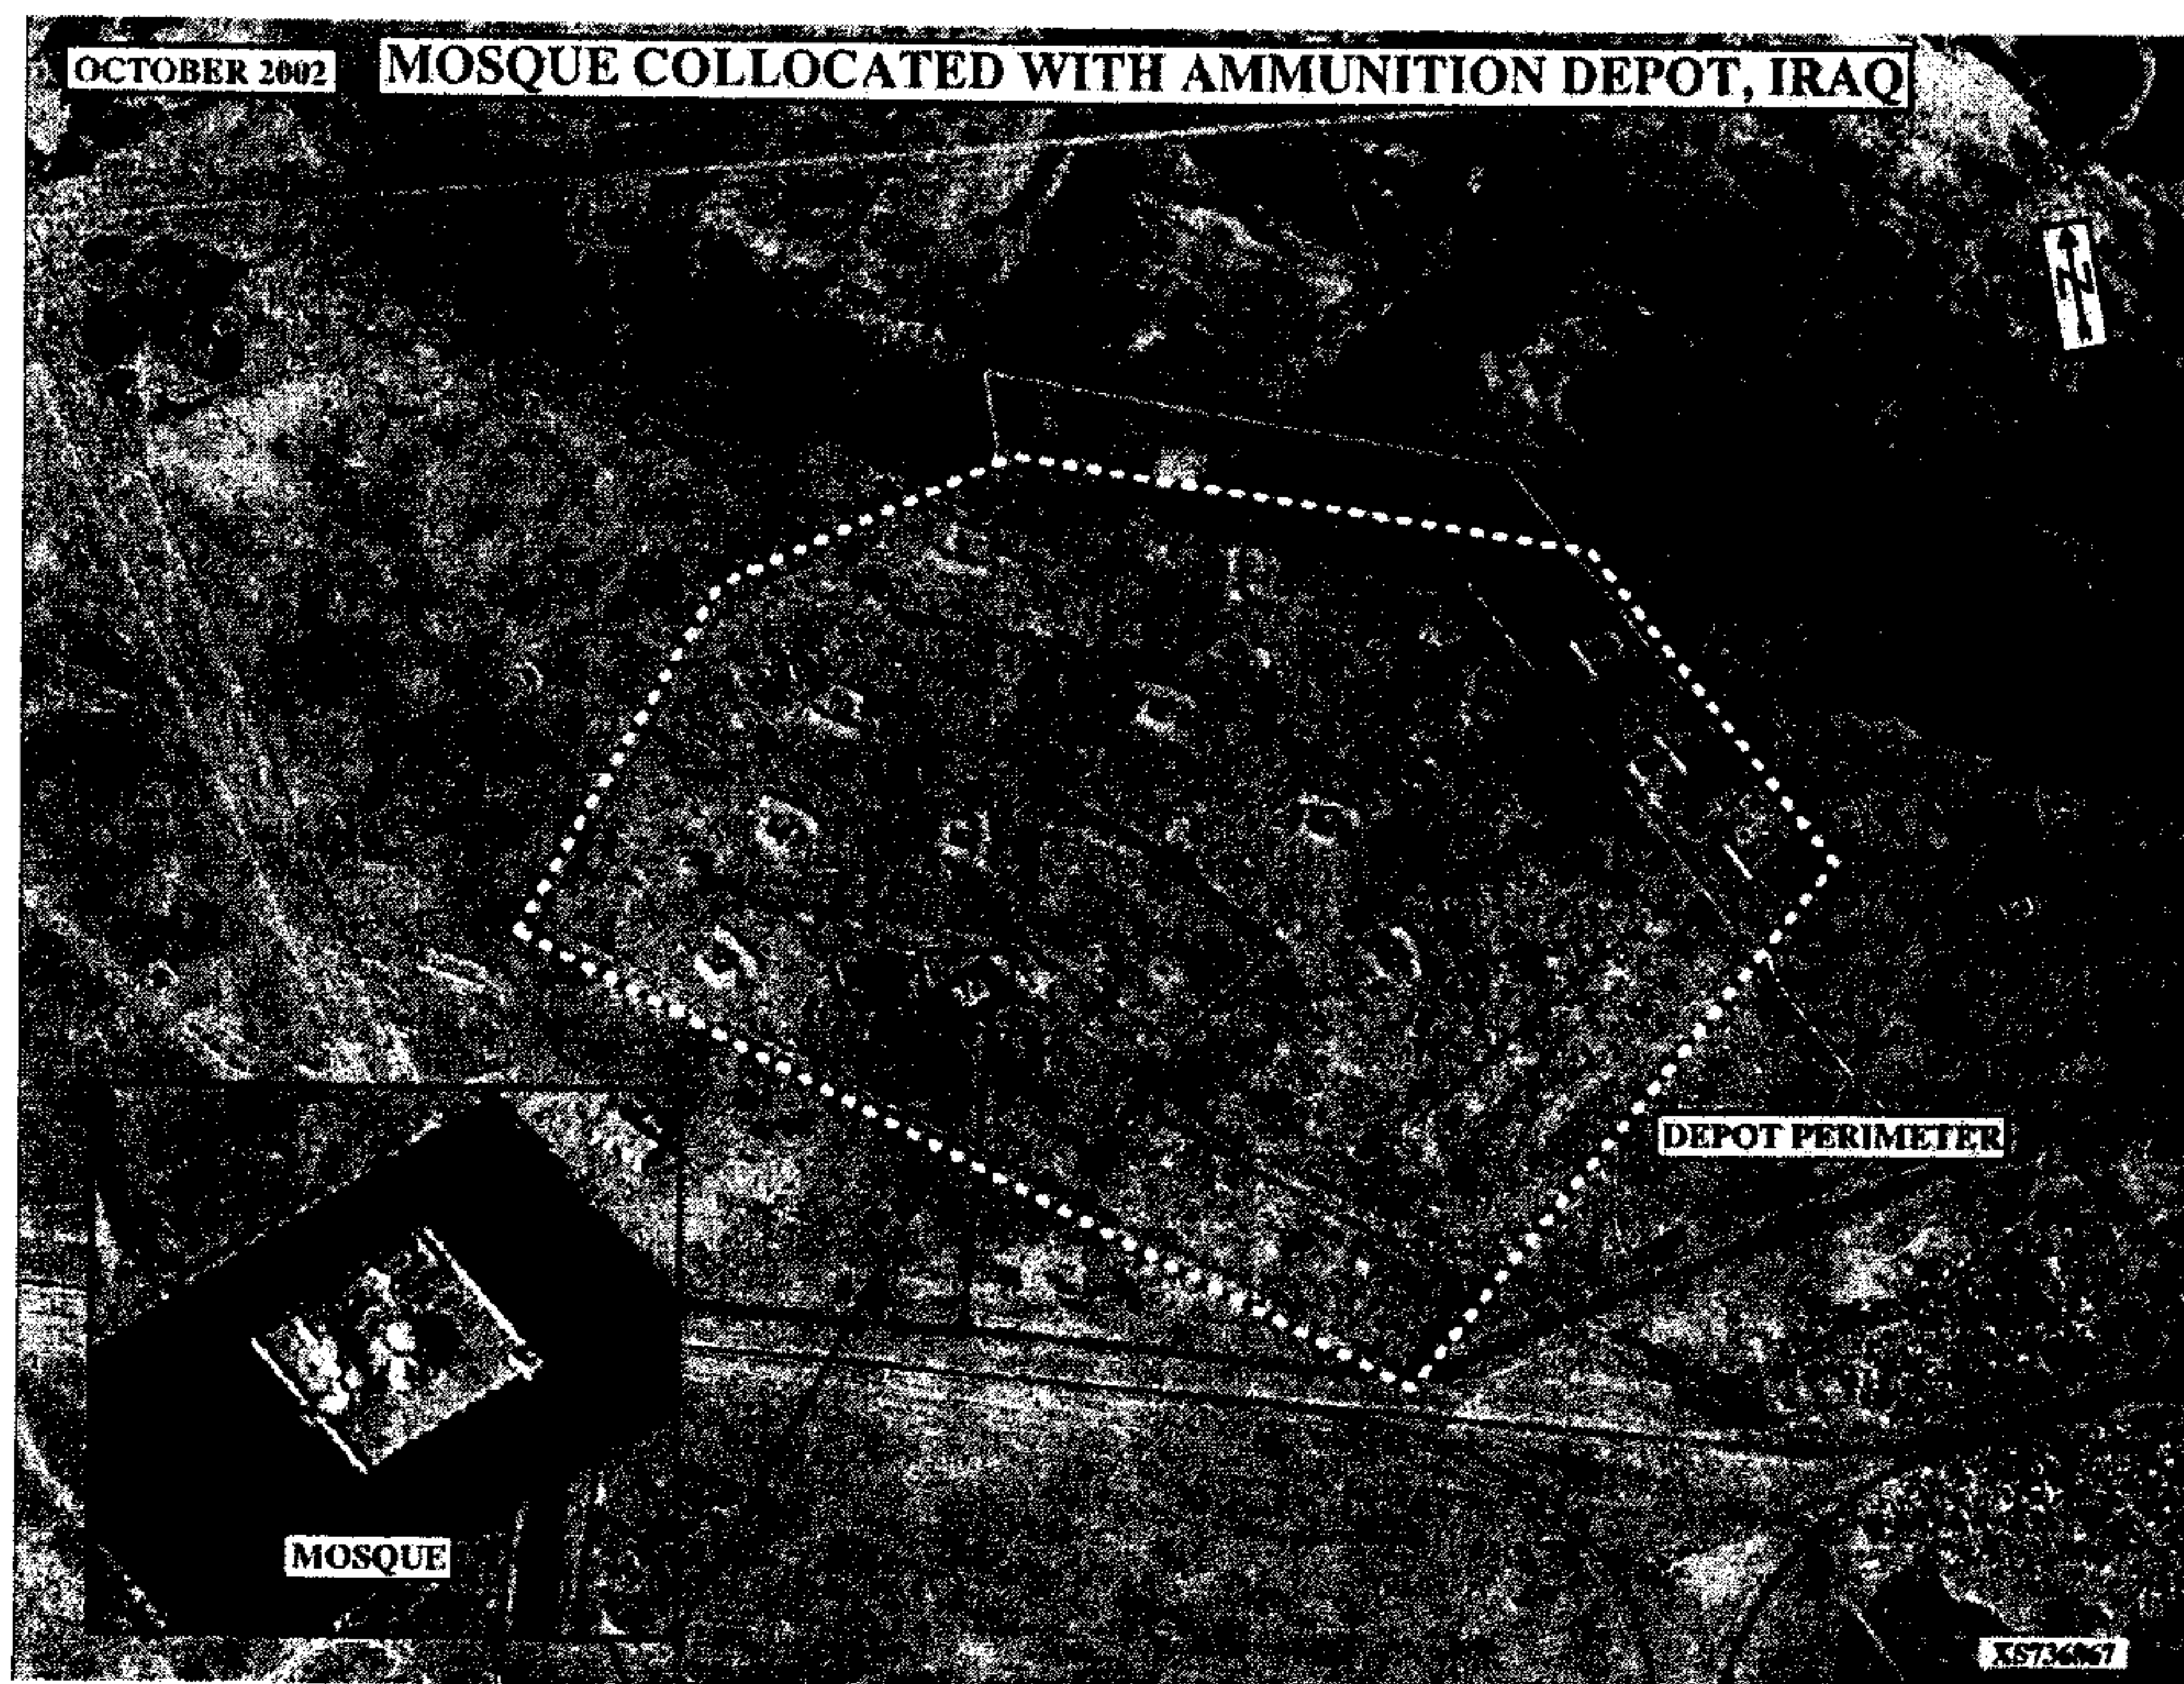 OCTOBER 2002
MOSQUE COLLOCATED WITH AMMUNITION DEPOT, IRAQ
N
DEPOT PERIMETER
MOSQUE